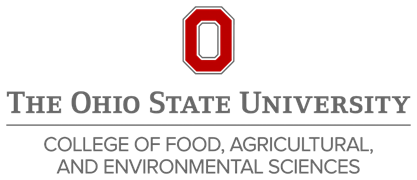 O
THE OHIO STATE UNIVERSITY
COLLEGE OF FOOD, AGRICULTURAL,
AND ENVIRONMENTAL SCIENCES